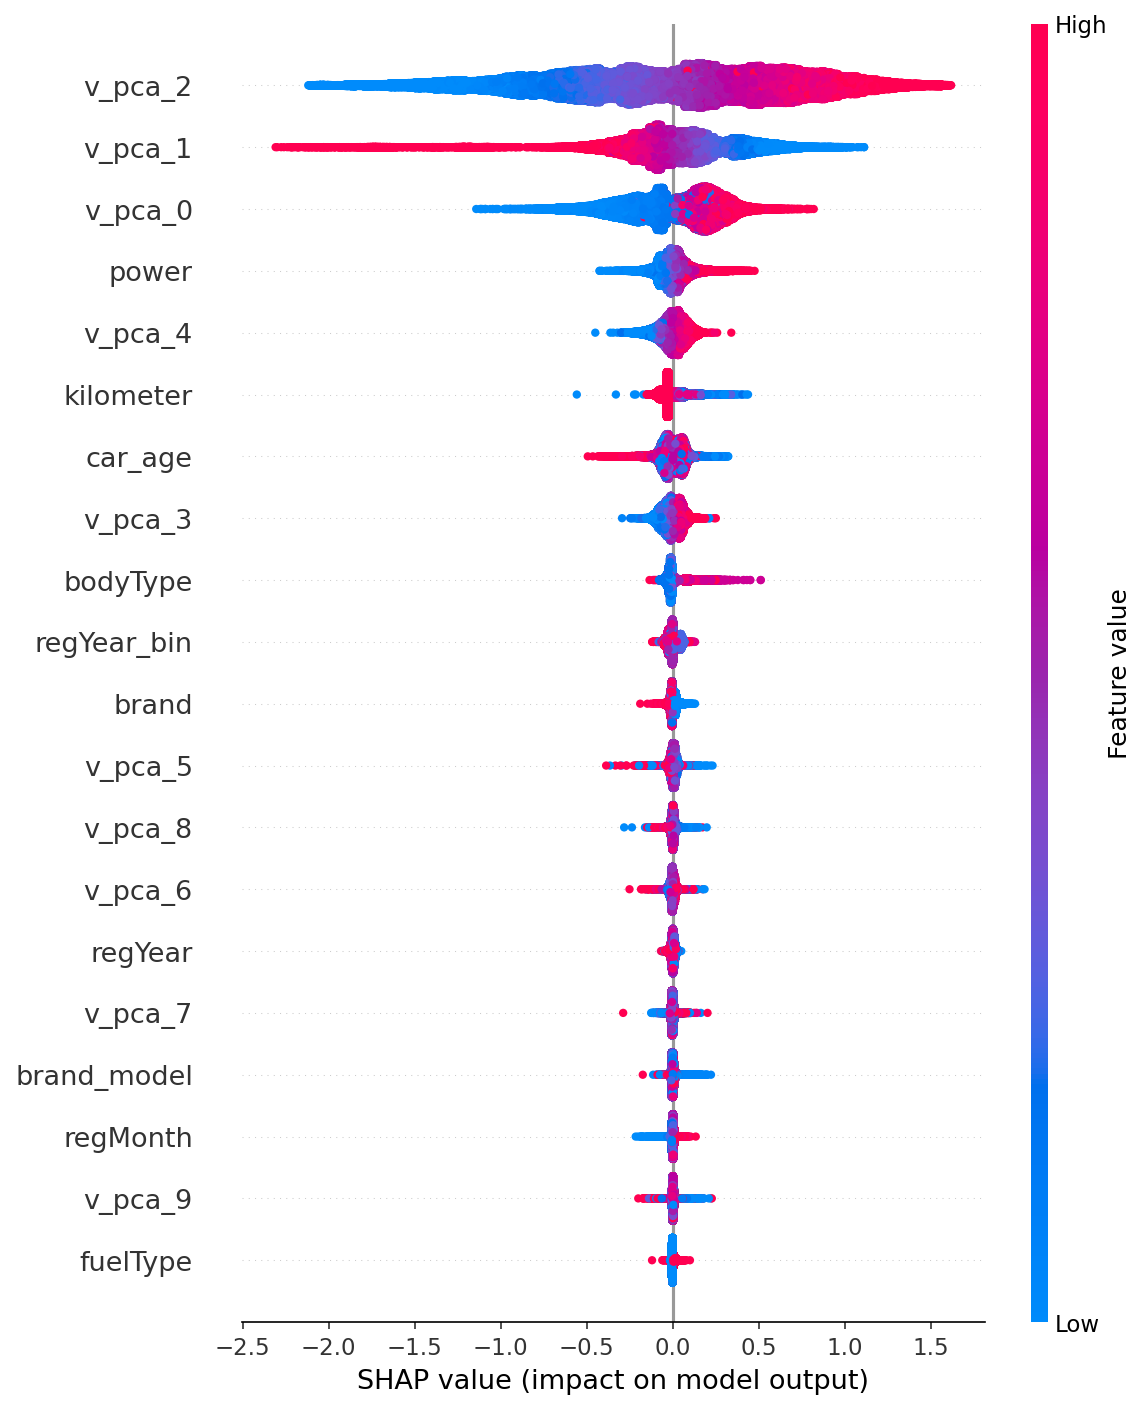 High
v_pca_2
v_pca_1
v_pca_0
power
v_pca_4
kilometer
car_age
v_pca_3
bodyType
regYear_bin
brand
v_pca_5
v_pca_8
v_pca_6
regYear
v_pca_7
brand_model
regMonth
v_pca_9
fuelType
Feature value
Low
−2.5 −2.0 −1.5 −1.0 −0.5 0.0 0.5 1.0 1.5
SHAP value (impact on model output)